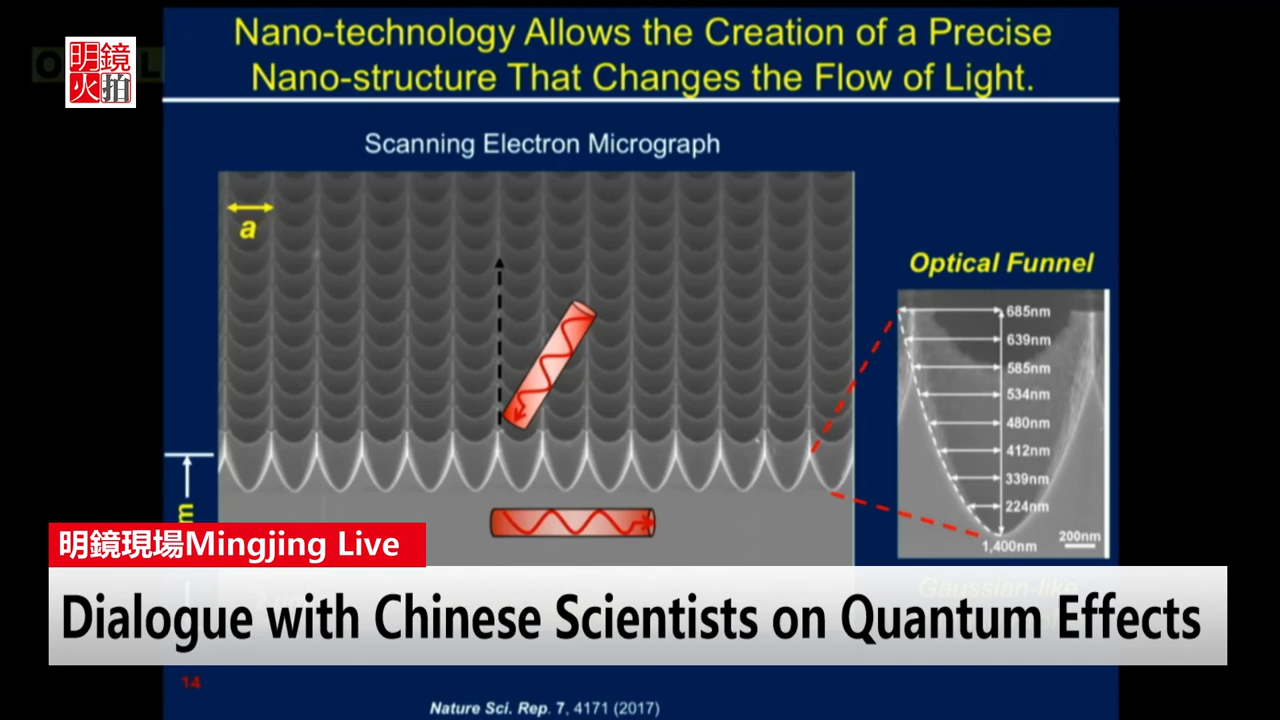 Nano-technology Allows the Creation of a Precise
Nano-structure That Changes the Flow of Light.
明鏡
火拍
Scanning Electron Micrograph
a
Optical Funnel
685nm
639nm
585nm
534nm
480nm
412nm
339nm
224nm
1,400nm
200nm
m
明鏡現場Mingjing Live
Gaussian-like
Dialogue with Chinese Scientists on Quantum Effects
14
Nature Sci. Rep. 7, 4171 (2017)